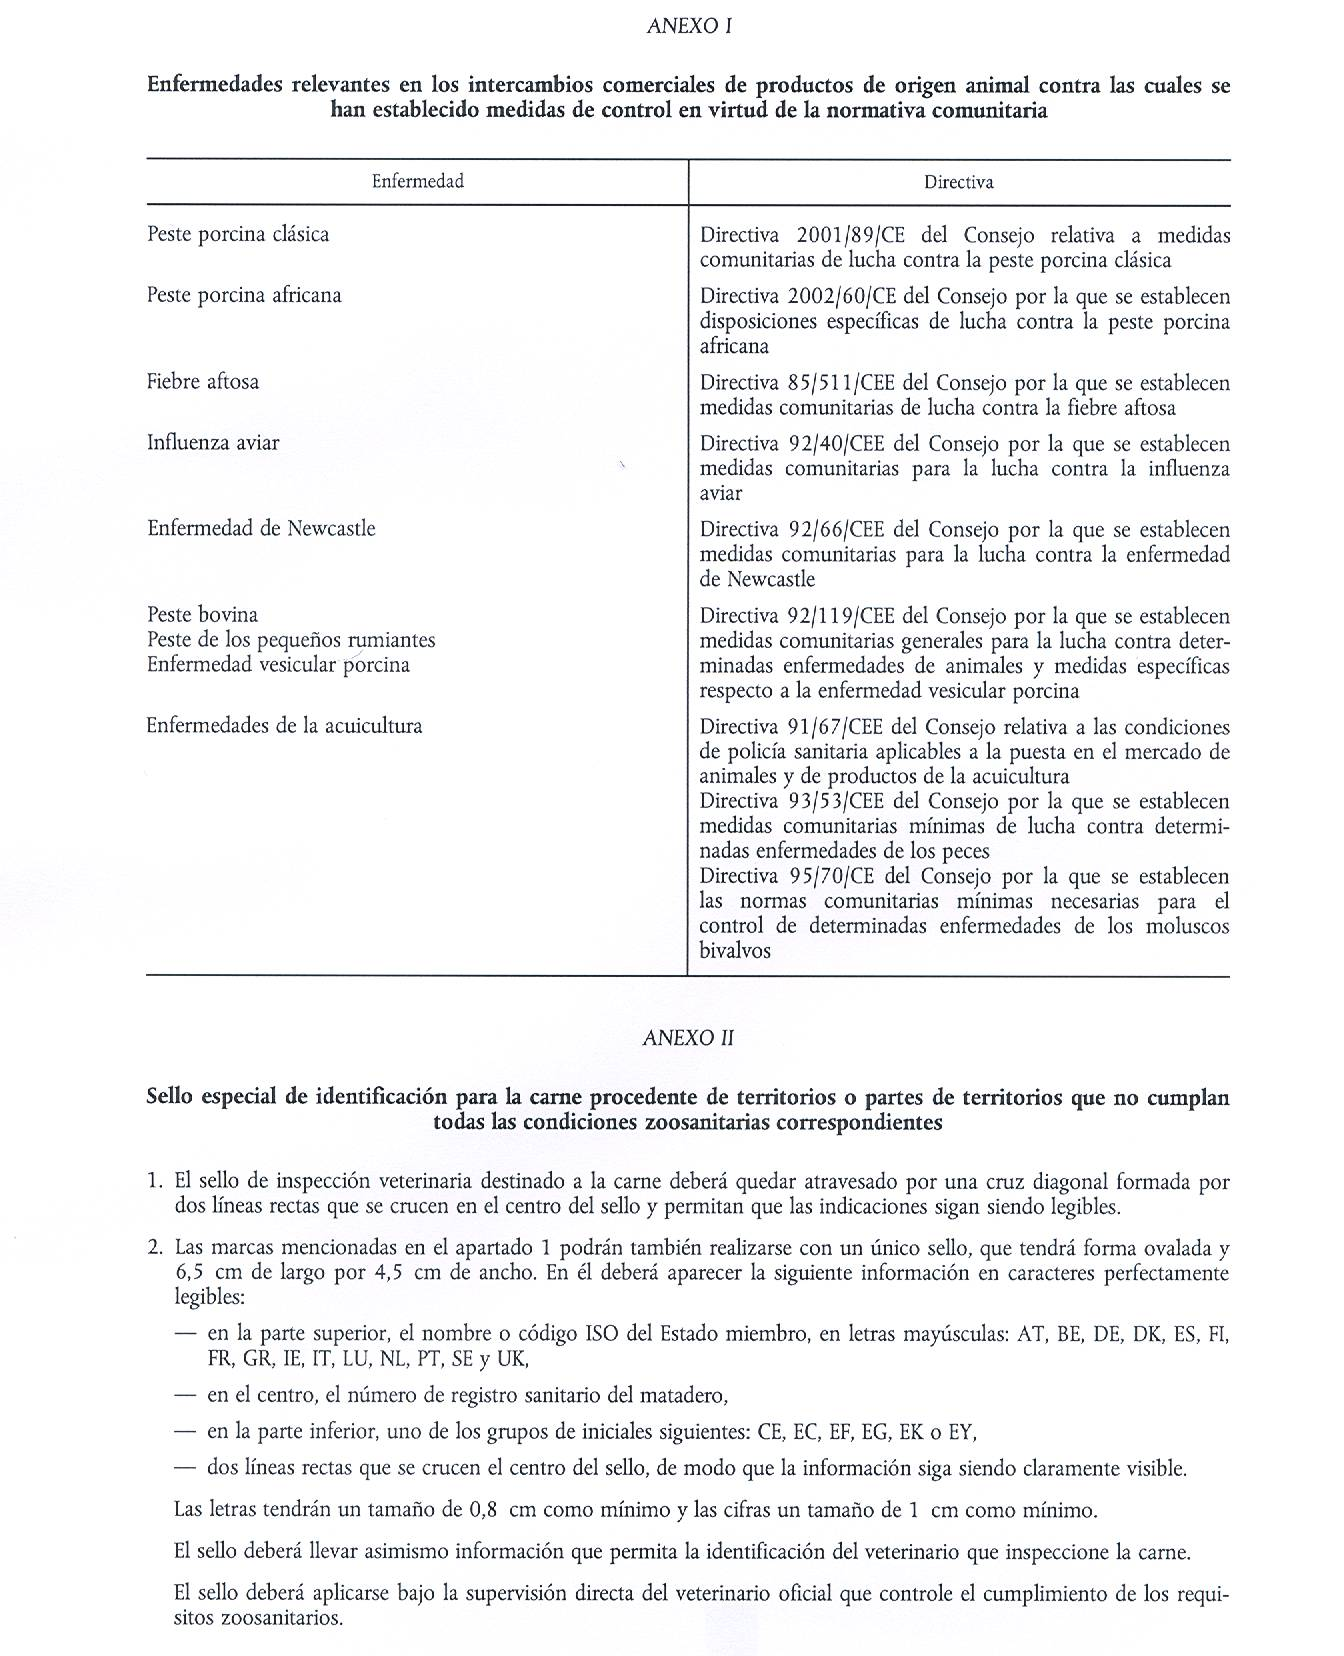 ANEXO I
Enfermedades relevantes en los intercambios comerciales de productos de origen animal contra las cuales se
han establecido medidas de control en virtud de la normativa comunitaria
Enfermedad
Directiva
Peste porcina clásica
Directiva 2001/89/CE del Consejo relativa a medidas
comunitarias de lucha contra la peste porcina clásica
Peste porcina africana
Directiva 2002/60/CE del Consejo por la que se establecen
disposiciones específicas de lucha contra la peste porcina
africana
Fiebre aftosa
Directiva 85/511/CEE del Consejo por la que se establecen
medidas comunitarias de lucha contra la fiebre aftosa
Influenza aviar
Directiva 92/40/CEE del Consejo por la que se establecen
medidas comunitarias para la lucha contra la influenza
aviar
Enfermedad de Newcastle
Directiva 92/66/CEE del Consejo por la que se establecen
medidas comunitarias para la lucha contra la enfermedad
de Newcastle
Peste bovina
Peste de los pequeños rumiantes
Enfermedad vesicular porcina
Directiva 92/119/CEE del Consejo por la que se establecen
medidas comunitarias generales para la lucha contra deter-
minadas enfermedades de animales y medidas específicas
respecto a la enfermedad vesicular porcina
Enfermedades de la acuicultura
Directiva 91/67/CEE del Consejo relativa a las condiciones
de policía sanitaria aplicables a la puesta en el mercado de
animales y de productos de la acuicultura
Directiva 93/53/CEE del Consejo por la que se establecen
medidas comunitarias mínimas de lucha contra determi-
nadas enfermedades de los peces
Directiva 95/70/CE del Consejo por la que se establecen
las normas comunitarias mínimas necesarias para el
control de determinadas enfermedades de los moluscos
bivalvos
ANEXO II
Sello especial de identificación para la carne procedente de territorios o partes de territorios que no cumplan
todas las condiciones zoosanitarias correspondientes
1. El sello de inspección veterinaria destinado a la carne deberá quedar atravesado por una cruz diagonal formada por
dos líneas rectas que se crucen en el centro del sello y permitan que las indicaciones sigan siendo legibles.
2. Las marcas mencionadas en el apartado 1 podrán también realizarse con un único sello, que tendrá forma ovalada y
6,5 cm de largo por 4,5 cm de ancho. En él deberá aparecer la siguiente información en caracteres perfectamente
legibles:
— en la parte superior, el nombre o código ISO del Estado miembro, en letras mayúsculas: AT, BE, DE, DK, ES, FI,
FR, GR, IE, IT, LU, NL, PT, SE y UK,
— en el centro, el número de registro sanitario del matadero,
— en la parte inferior, uno de los grupos de iniciales siguientes: CE, EC, EF, EG, EK o EY,
— dos líneas rectas que se crucen el centro del sello, de modo que la información siga siendo claramente visible.
Las letras tendrán un tamaño de 0,8 cm como mínimo y las cifras un tamaño de 1 cm como mínimo.
El sello deberá llevar asimismo información que permita la identificación del veterinario que inspeccione la carne.
El sello deberá aplicarse bajo la supervisión directa del veterinario oficial que controle el cumplimiento de los requi-
sitos zoosanitarios.